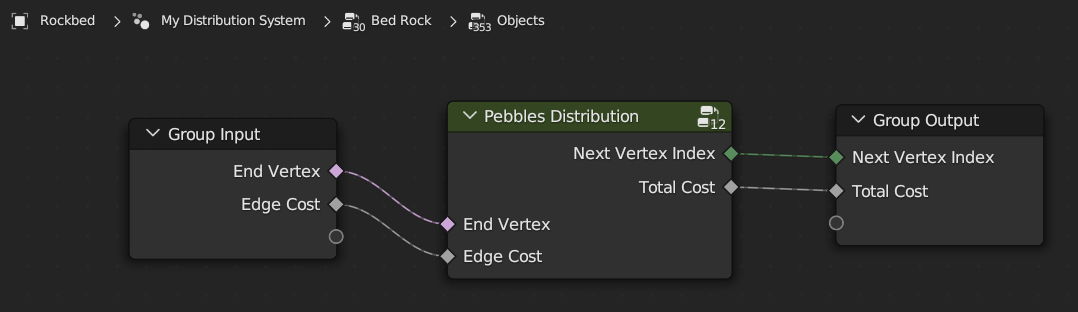 Rockbed My Distribution System 30 Bed Rock 353 Objects
Group Input
End Vertex
Edge Cost
Pebbles Distribution 12
Next Vertex Index
Total Cost
End Vertex
Edge Cost
Group Output
Next Vertex Index
Total Cost